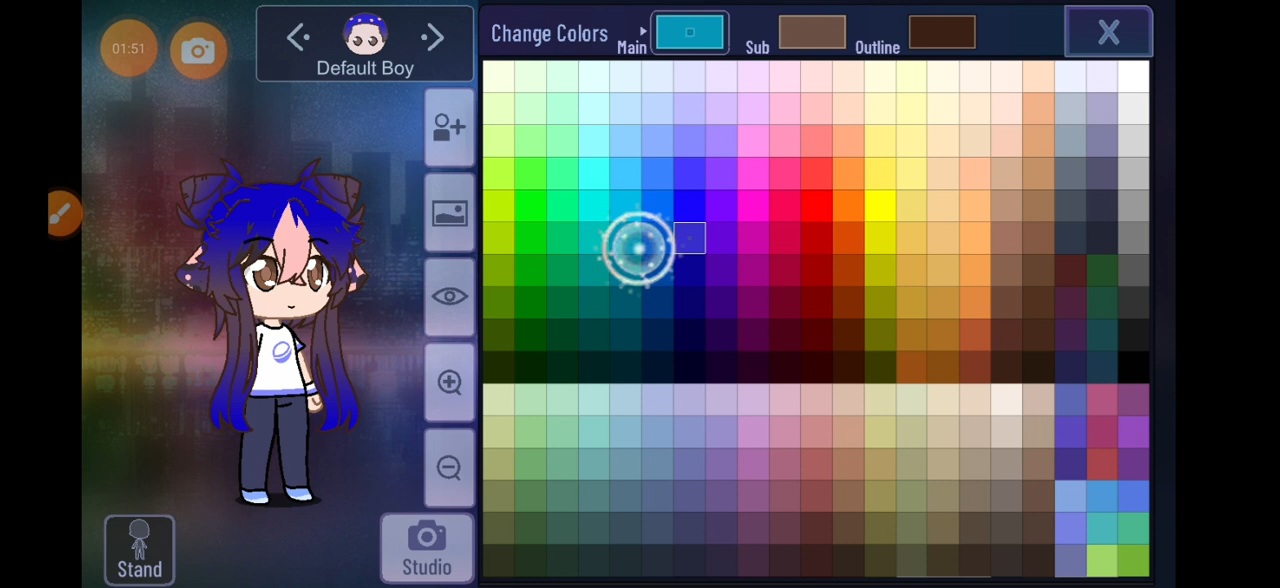 01:51
Default Boy
Change Colors
Main
Sub
Outline
X
Stand
Studio